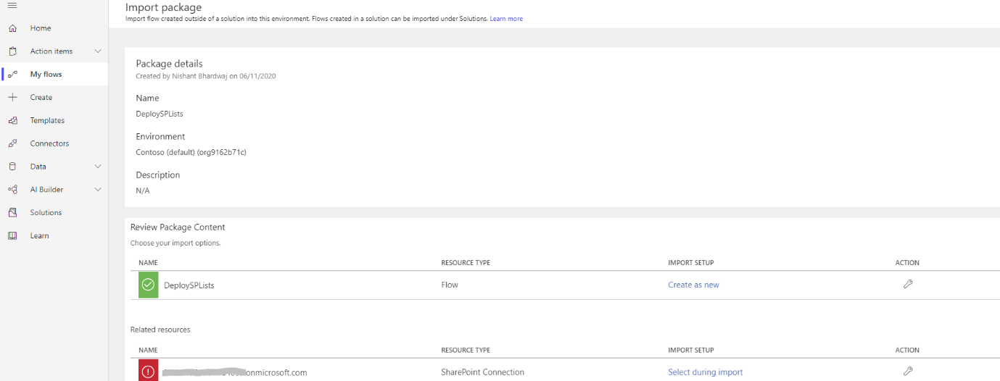 Import package
Import flow created outside of a solution into this environment. Flows created in a solution can be imported under Solutions. Learn more
Home
Action items
My flows
Create
Templates
Connectors
Data
AI Builder
Solutions
Learn
Package details
Created by Nishant Bhardwaj on 06/11/2020
Name
DeploySPLists
Environment
Contoso (default) (org9162b71c)
Description
N/A
Review Package Content
Choose your import options.
NAME RESOURCE TYPE IMPORT SETUP ACTION
DeploySPLists Flow Create as new
Related resources
NAME RESOURCE TYPE IMPORT SETUP ACTION
onmicrosoft.com SharePoint Connection Select during import